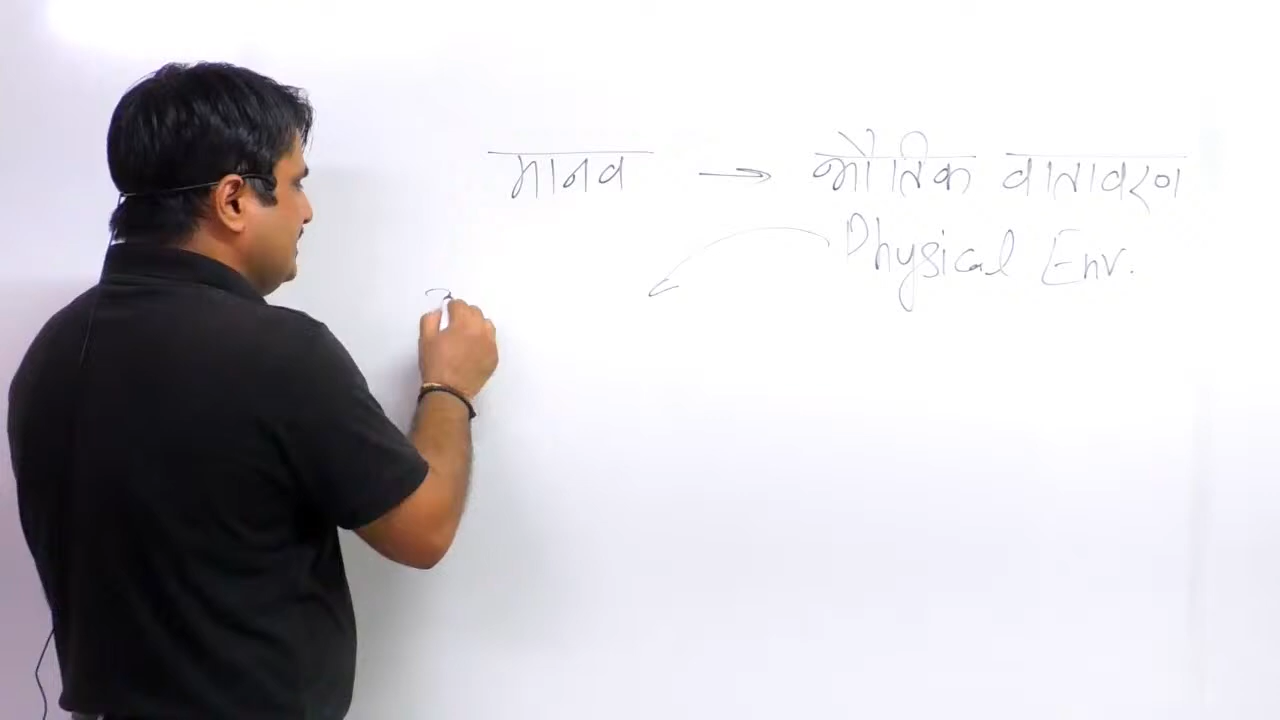 मानव → भौतिक वातावरण
Physical Env.